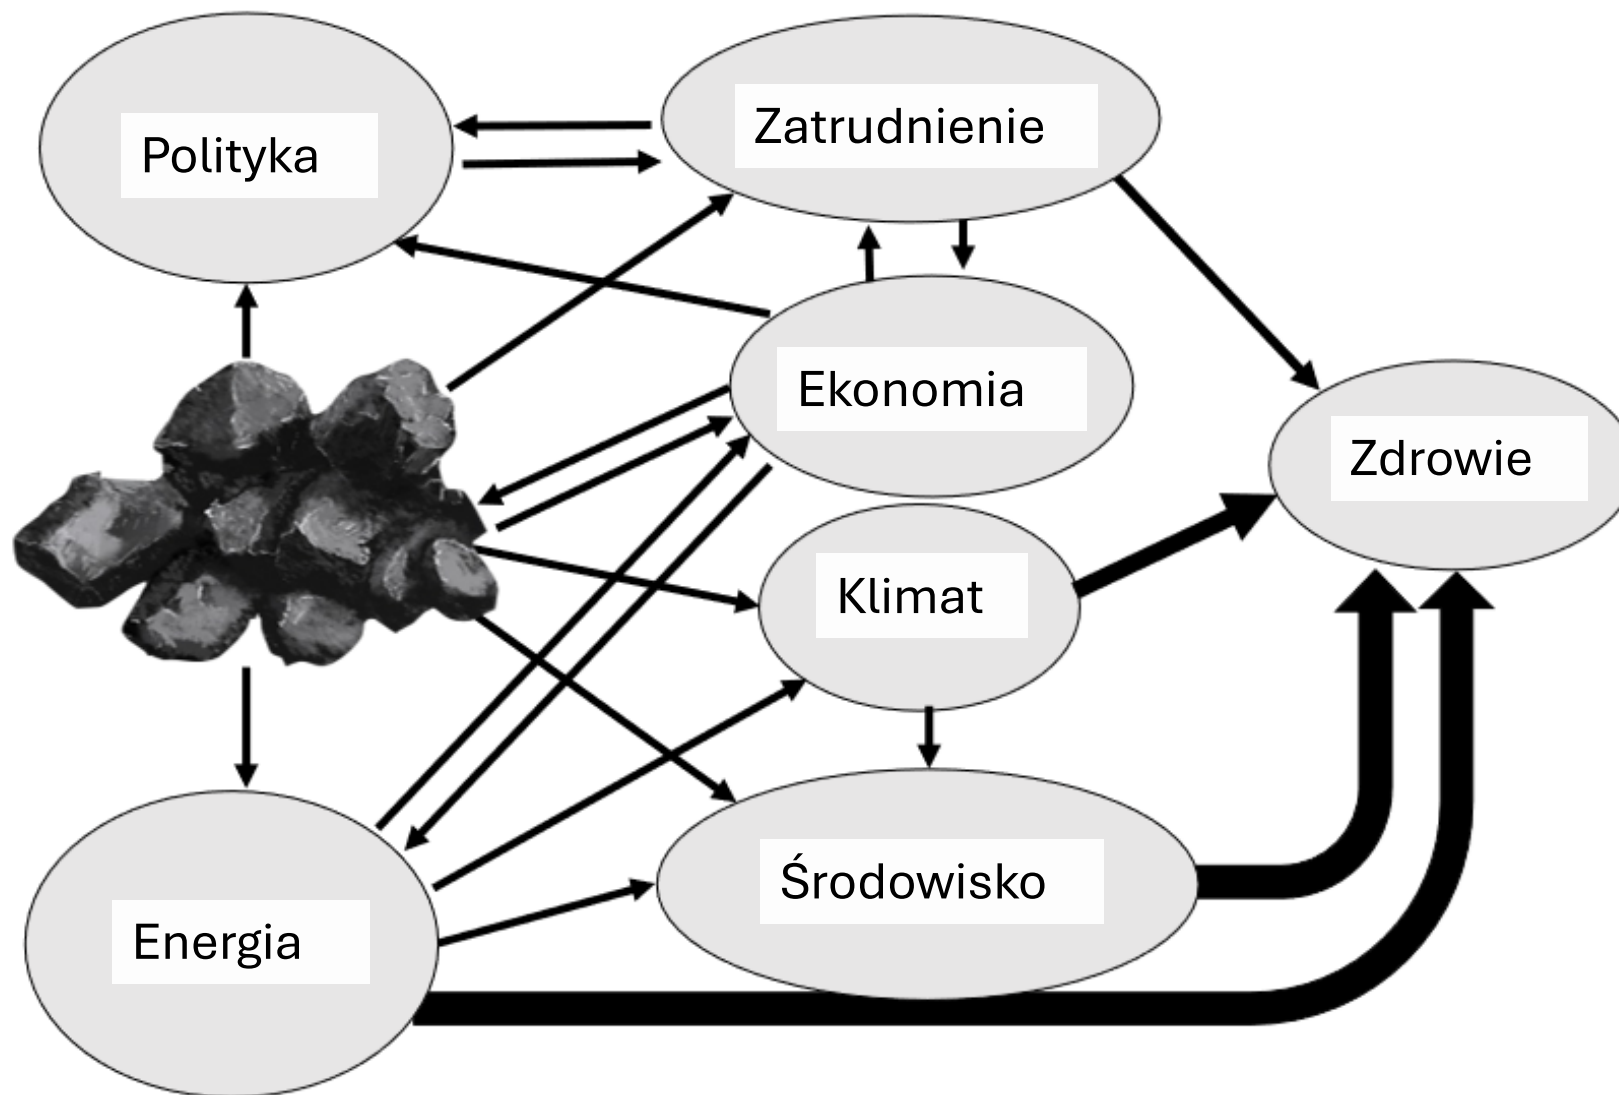 Polityka
Zatrudnienie
Ekonomia
Zdrowie
Klimat
Środowisko
Energia